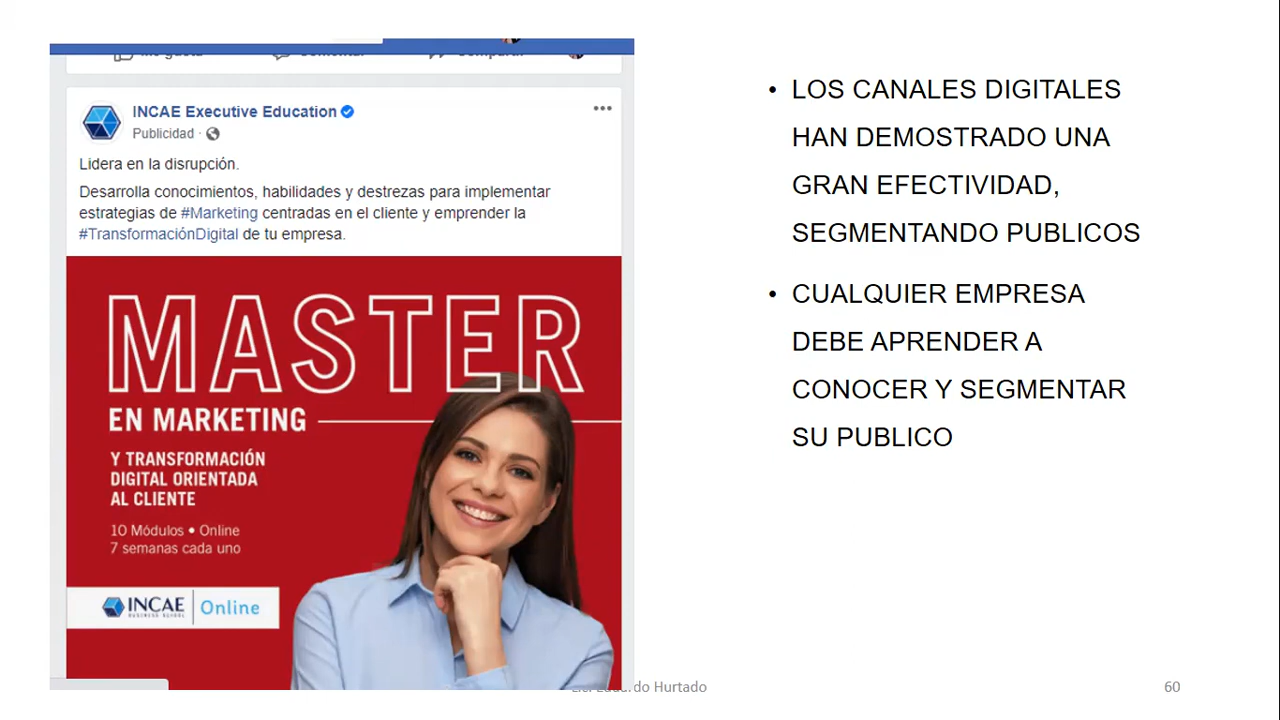 INCAE Executive Education
Publicidad ·
Lidera en la disrupción.
Desarrolla conocimientos, habilidades y destrezas para implementar
estrategias de #Marketing centradas en el cliente y emprender la
#TransformaciónDigital de tu empresa.
MASTER
EN MARKETING
Y TRANSFORMACIÓN
DIGITAL ORIENTADA
AL CLIENTE
10 Módulos • Online
7 semanas cada uno
INCAE Online
BUSINESS SCHOOL
• LOS CANALES DIGITALES
HAN DEMOSTRADO UNA
GRAN EFECTIVIDAD,
SEGMENTANDO PUBLICOS
• CUALQUIER EMPRESA
DEBE APRENDER A
CONOCER Y SEGMENTAR
SU PUBLICO
Hurtado
60